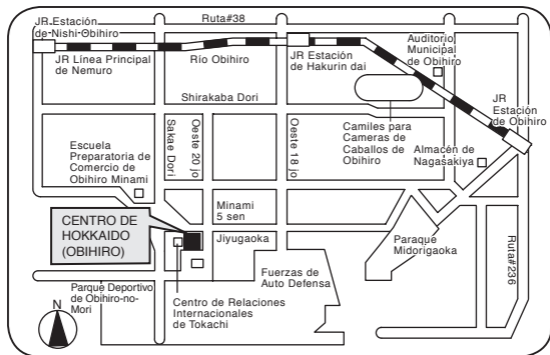 JR Estación
de Nishi-Obihiro
Ruta#38
JR Línea Principal
de Nemuro
Río Obihiro
JR Estación
de Hakurin dai
Auditorio
Municipal
de Obihiro
JR
Estación
de Obihiro
Shirakaba Dori
Sakae Dori
Oeste 20 jo
Oeste 18 jo
Camiles para
Cameras de
Caballos de
Obihiro
Almacén de
Nagasakiya
Escuela
Preparatoria de
Comercio de
Obihiro Minami
Minami
5 sen
CENTRO DE
HOKKAIDO
(OBIHIRO)
Jiyugaoka
Paraque
Midorigaoka
Ruta#236
Fuerzas de
Auto Defensa
Parque Deportivo
de Obihiro-no-
Mori
Centro de Relaciones
Internacionales
de Tokachi
N